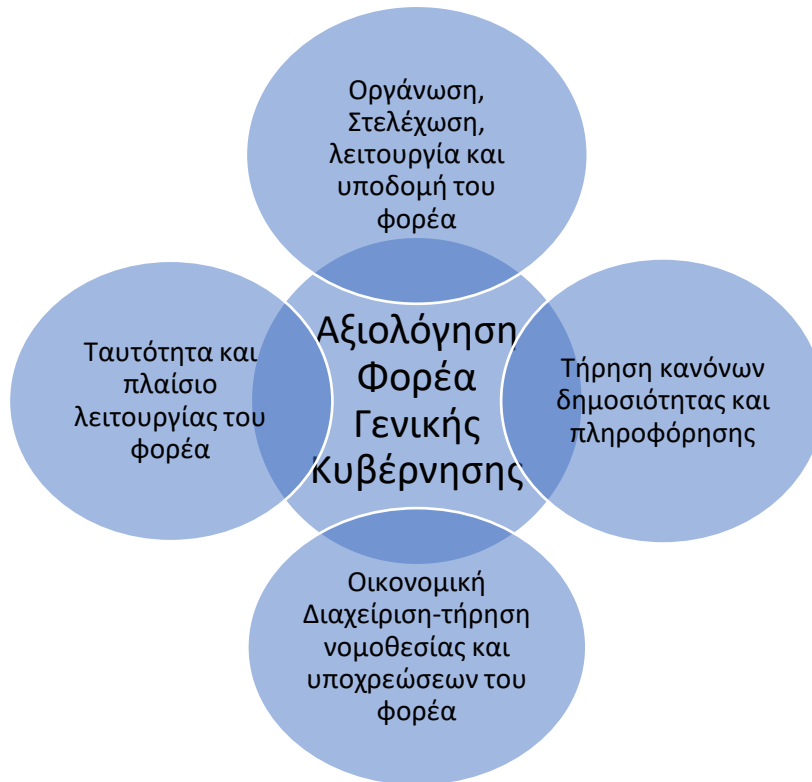 Οργάνωση,
Στελέχωση,
λειτουργία και
υποδομή του
φορέα
Ταυτότητα και
πλαίσιο
λειτουργίας του
φορέα
Αξιολόγηση
Φορέα
Γενικής
Κυβέρνησης
Τήρηση κανόνων
δημοσιότητας και
πληροφόρησης
Οικονομική
Διαχείριση-τήρηση
νομοθεσίας και
υποχρεώσεων του
φορέα